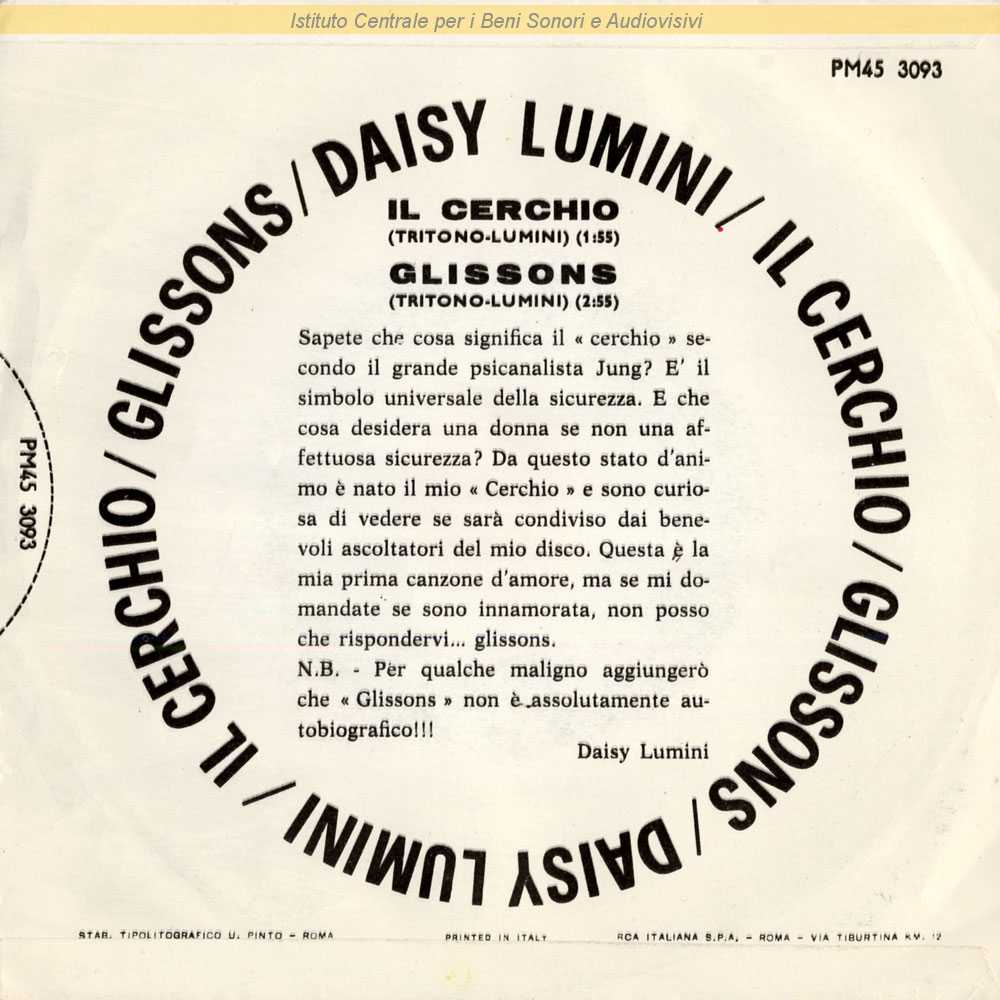 Istituto Centrale per i Beni Sonori e Audiovisivi
PM45 3093
DAISY LUMINI / IL CERCHIO / GLISSONS / DAISY LUMINI / IL CERCHIO / GLISSONS /
IL CERCHIO
(TRITONO-LUMINI) (1:55)
GLISSONS
(TRITONO-LUMINI) (2:55)
Sapete che cosa significa il « cerchio » se-
condo il grande psicanalista Jung? E' il
simbolo universale della sicurezza. E che
cosa desidera una donna se non una af-
fettuosa sicurezza? Da questo stato d'ani-
mo è nato il mio « Cerchio » e sono curio-
sa di vedere se sarà condiviso dai bene-
voli ascoltatori del mio disco. Questa è la
mia prima canzone d'amore, ma se mi do-
mandate se sono innamorata, non posso
che rispondervi... glissons.
N.B. - Per qualche maligno aggiungerò
che « Glissons » non è assolutamente au-
tobiografico!!!
Daisy Lumini
PM45 3093
STAB. TIPOLITOGRAFICO U. PINTO - ROMA
PRINTED IN ITALY
RCA ITALIANA S.P.A. - ROMA - VIA TIBURTINA KM. 12